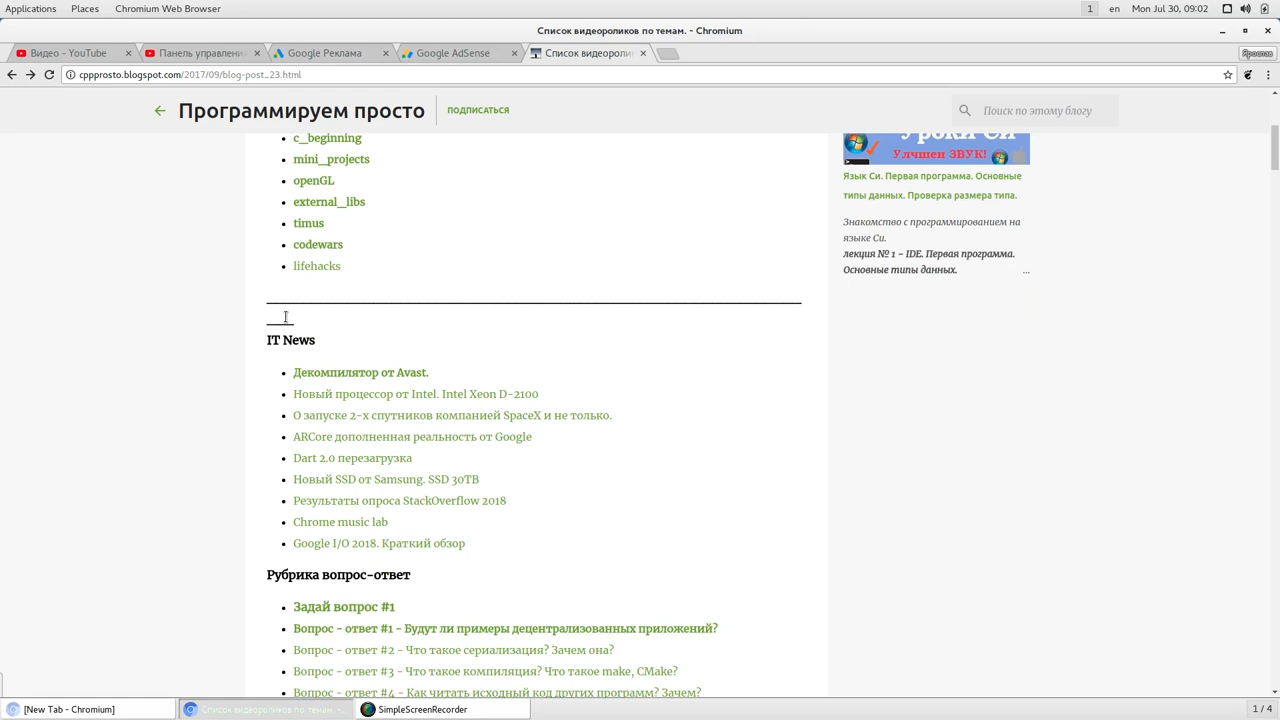 Applications Places Chromium Web Browser 1 en Mon Jul 30, 09:02
Список видеороликов по темам. - Chromium
Видео - YouTube Панель управлени Google Реклама Google AdSense Список видеороли Ярослав
cppprosto.blogspot.com/2017/09/blog-post_23.html
Программируем просто ПОДПИСАТЬСЯ Поиск по этому блогу
c_beginning
mini_projects
openGL
external_libs
timus
codewars
lifehacks
IT News
Декомпилятор от Avast.
Новый процессор от Intel. Intel Xeon D-2100
О запуске 2-х спутников компанией SpaceX и не только.
ARCore дополненная реальность от Google
Dart 2.0 перезагрузка
Новый SSD от Samsung. SSD 30TB
Результаты опроса StackOverflow 2018
Chrome music lab
Google I/O 2018. Краткий обзор
Рубрика вопрос-ответ
Задай вопрос #1
Вопрос - ответ #1 - Будут ли примеры децентрализованных приложений?
Вопрос - ответ #2 - Что такое сериализация? Зачем она?
Вопрос - ответ #3 - Что такое компиляция? Что такое make, CMake?
Вопрос - ответ #4 - Как читать исходный код других программ? Зачем?
Уроки Си
Улучшен ЗВУК!
Язык Си. Первая программа. Основные
типы данных. Проверка размера типа.
Знакомство с программированием на
языке Си.
лекция № 1 - IDE. Первая программа.
Основные типы данных. ...
[New Tab - Chromium] Список видеороликов по темам. -... SimpleScreenRecorder 1 / 4